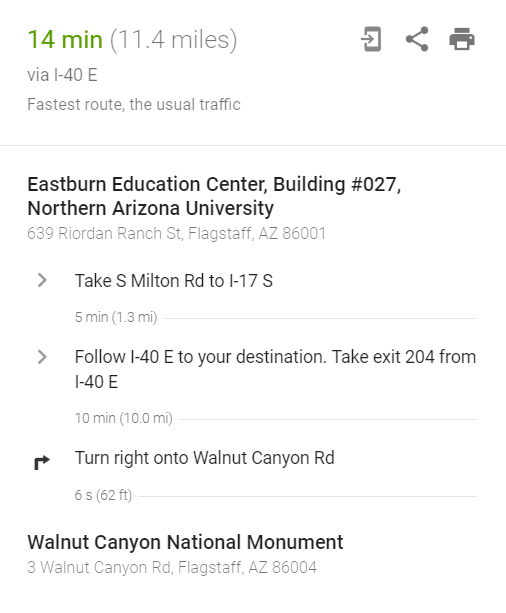 14 min (11.4 miles)
via I-40 E
Fastest route, the usual traffic
Eastburn Education Center, Building #027,
Northern Arizona University
639 Riordan Ranch St, Flagstaff, AZ 86001
Take S Milton Rd to I-17 S
5 min (1.3 mi)
Follow I-40 E to your destination. Take exit 204 from
I-40 E
10 min (10.0 mi)
Turn right onto Walnut Canyon Rd
6 s (62 ft)
Walnut Canyon National Monument
3 Walnut Canyon Rd, Flagstaff, AZ 86004